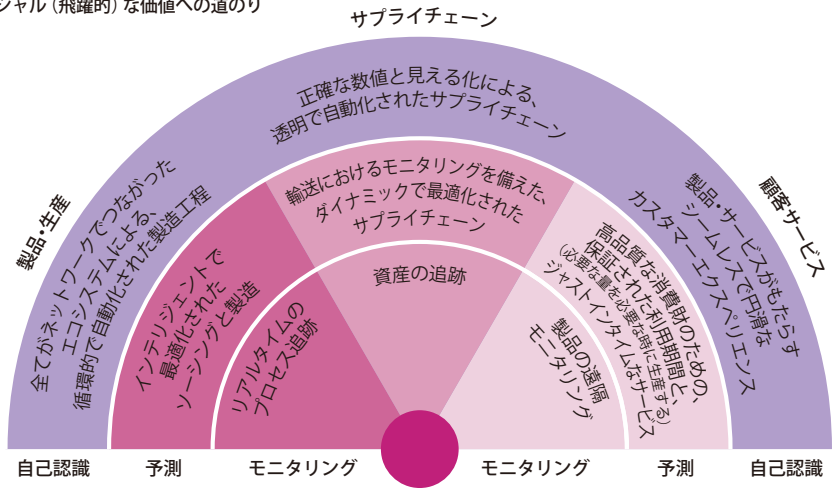 シャル（飛躍的）な価値への道のり
サプライチェーン
正確な数値と見える化による、
透明で自動化されたサプライチェーン
輸送におけるモニタリングを備えた、
ダイナミックで最適化された
サプライチェーン
資産の追跡
製品・生産
全てがネットワークでつながった
エコシステムによる、
循環的で自動化された製造工程
インテリジェントで
最適化された
ソーシングと製造
リアルタイムの
プロセス追跡
顧客サービス
製品・サービスがもたらす
シームレスで円滑な
カスタマーエクスペリエンス
高品質な消費財のための、
保証された利用期間と、
（必要な量を必要な時に生産する）
ジャストインタイムなサービス
製品の遠隔
モニタリング
自己認識
予測
モニタリング
モニタリング
予測
自己認識